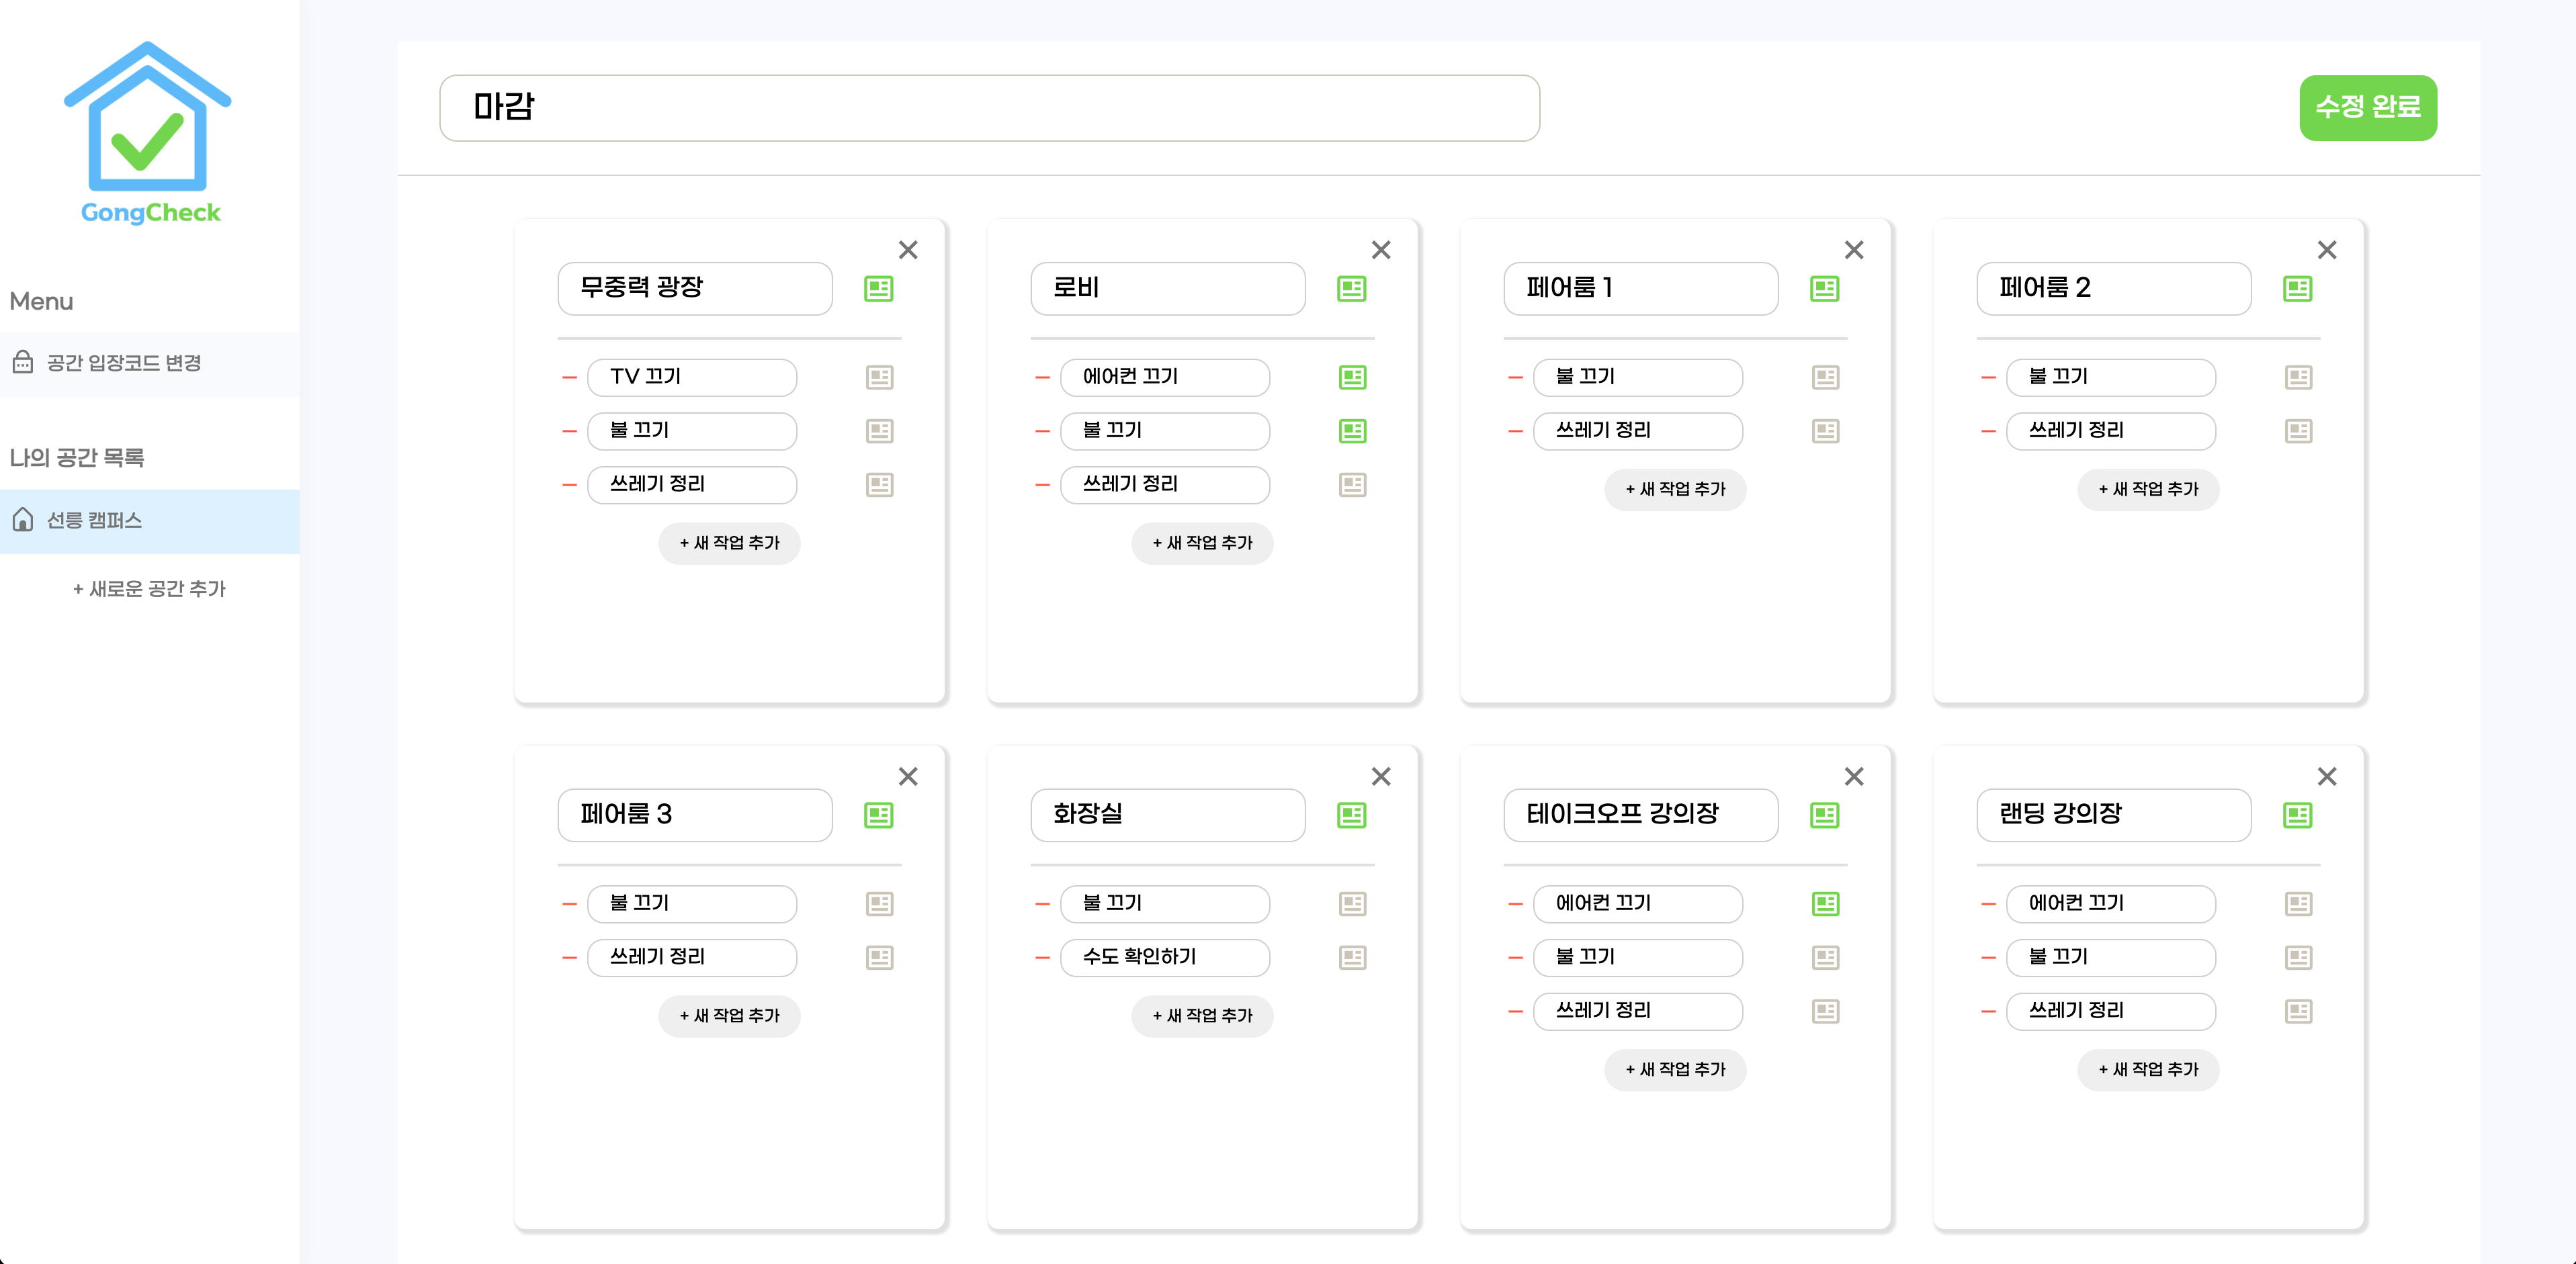 GongCheck
Menu
공간 입장코드 변경
나의 공간 목록
선릉 캠퍼스
+ 새로운 공간 추가
마감
수정 완료
무중력 광장
TV 끄기
불 끄기
쓰레기 정리
+ 새 작업 추가
로비
에어컨 끄기
불 끄기
쓰레기 정리
+ 새 작업 추가
페어룸 1
불 끄기
쓰레기 정리
+ 새 작업 추가
페어룸 2
불 끄기
쓰레기 정리
+ 새 작업 추가
페어룸 3
불 끄기
쓰레기 정리
+ 새 작업 추가
화장실
불 끄기
수도 확인하기
+ 새 작업 추가
테이크오프 강의장
에어컨 끄기
불 끄기
쓰레기 정리
+ 새 작업 추가
랜딩 강의장
에어컨 끄기
불 끄기
쓰레기 정리
+ 새 작업 추가